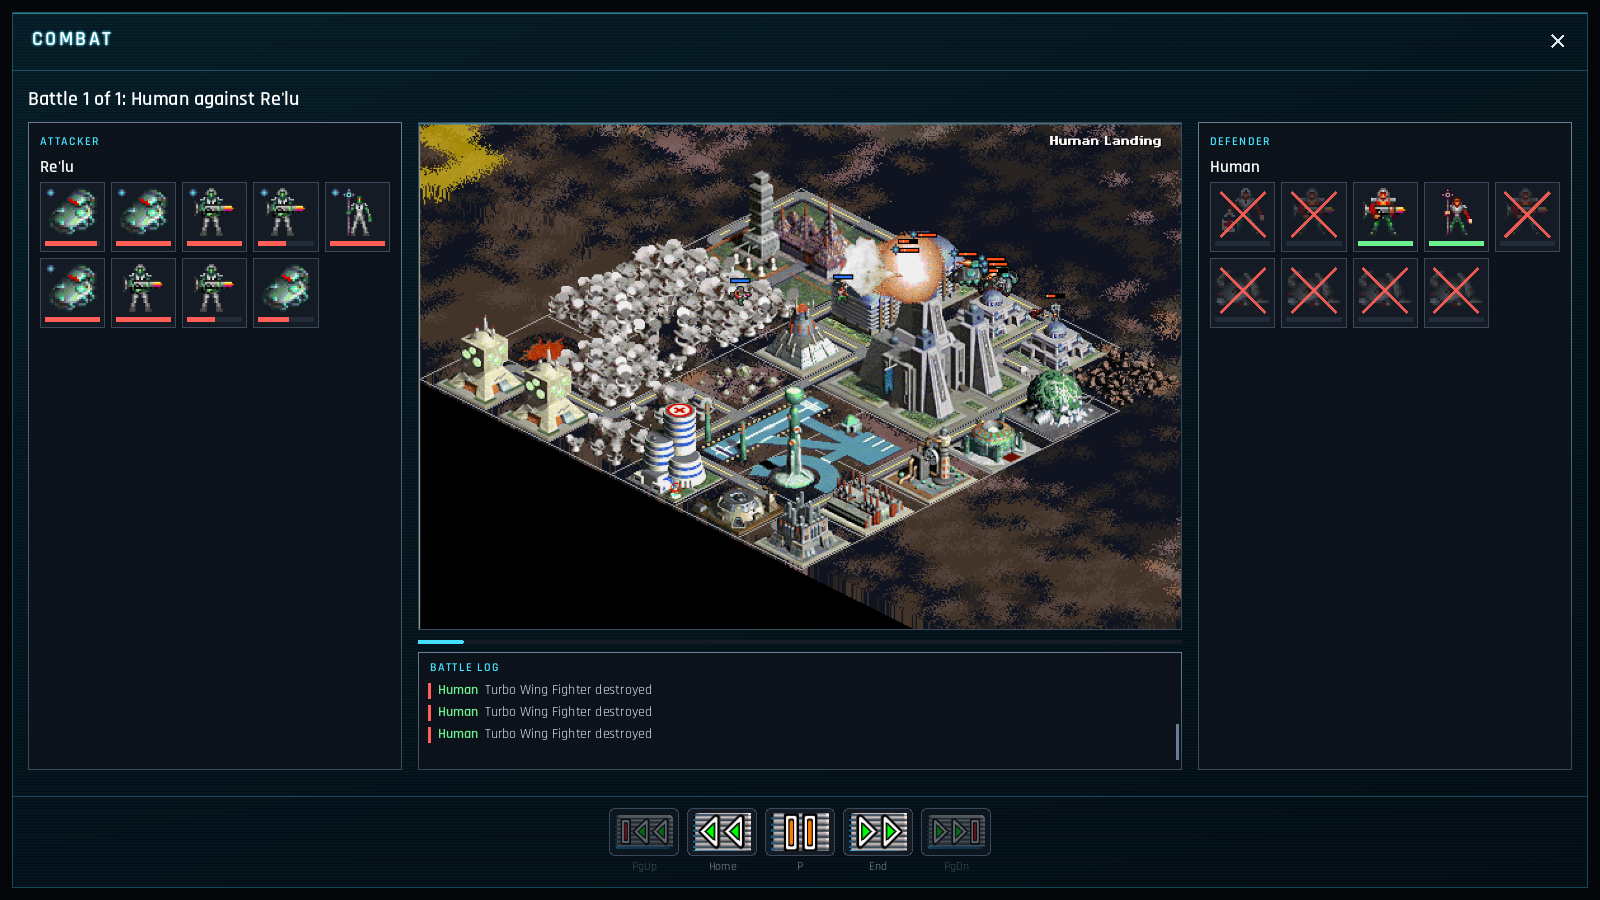 COMBAT
Battle 1 of 1: Human against Re'lu
ATTACKER
Re'lu
Human Landing
DEFENDER
Human
BATTLE LOG
Human Turbo Wing Fighter destroyed
Human Turbo Wing Fighter destroyed
Human Turbo Wing Fighter destroyed
PgUp
Home
P
End
PgDn